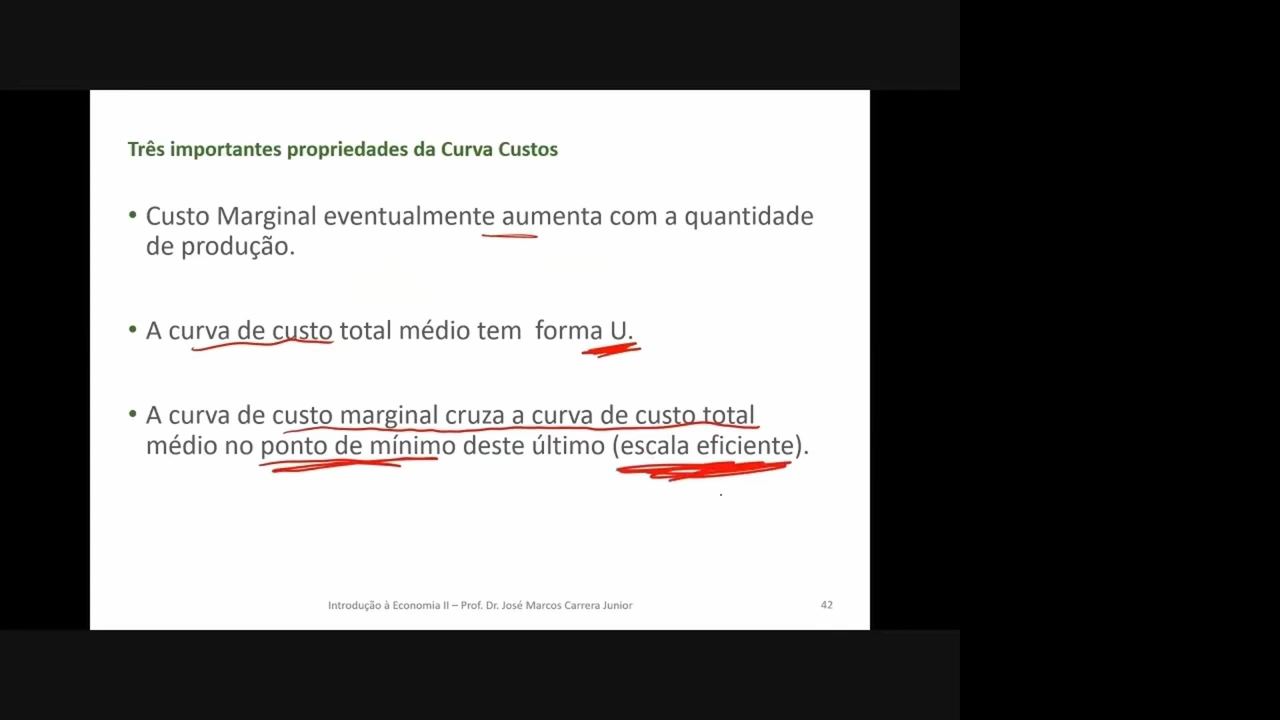 Três importantes propriedades da Curva Custos
• Custo Marginal eventualmente aumenta com a quantidade
de produção.
• A curva de custo total médio tem forma U.
• A curva de custo marginal cruza a curva de custo total
médio no ponto de mínimo deste último (escala eficiente).
Introdução à Economia II – Prof. Dr. José Marcos Carrera Junior
42